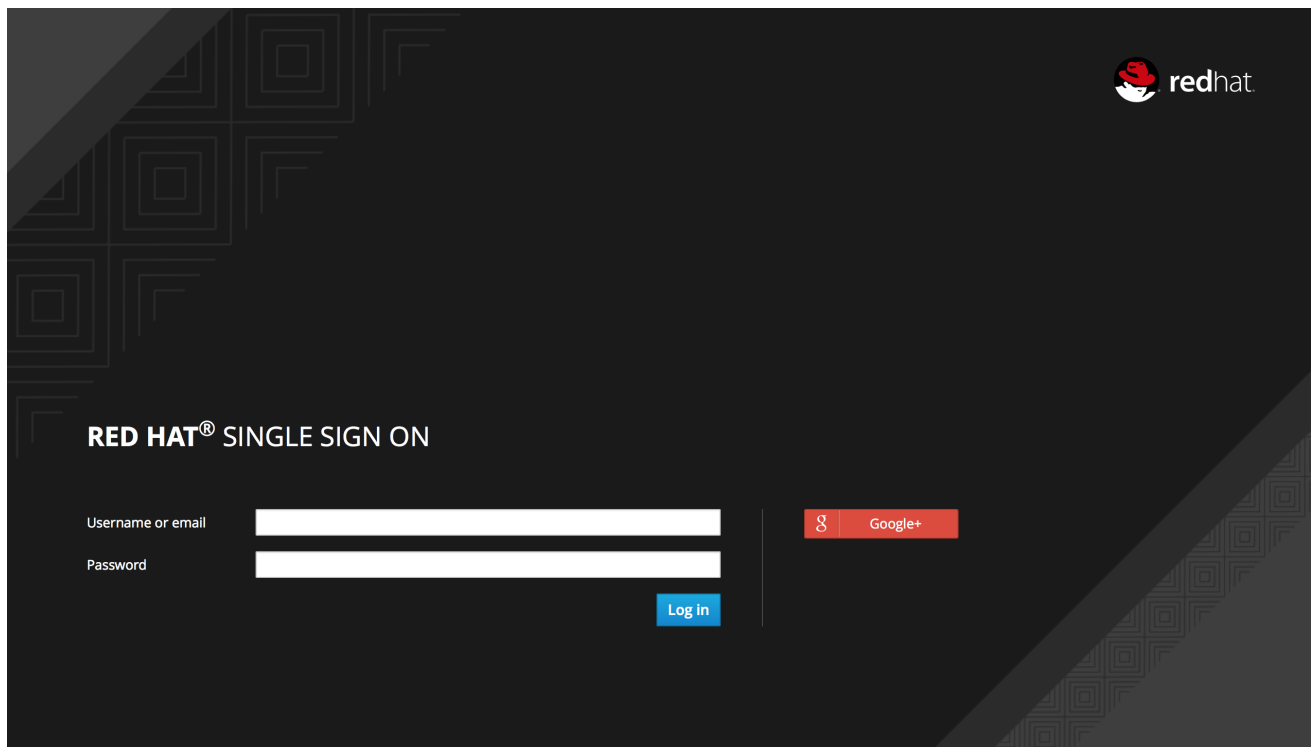 redhat.
RED HAT® SINGLE SIGN ON
Username or email
Password
Log in
g Google+